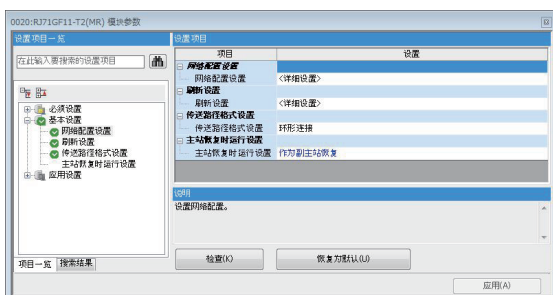 0020:RJ71GF11-T2(MR) 模块参数
设置项目一览
在此输入要搜索的设置项目
必须设置
基本设置
网络配置设置
刷新设置
传送路径格式设置
主站恢复时运行设置
应用设置
项目一览 搜索结果
设置项目
项目 设置
网络配置设置
网络配置设置 <详细设置>
刷新设置
刷新设置 <详细设置>
传送路径格式设置
传送路径格式设置 环形连接
主站恢复时运行设置
主站恢复时运行设置 作为副主站恢复
说明
设置网络配置。
检查(K) 恢复为默认(U)
应用(A)